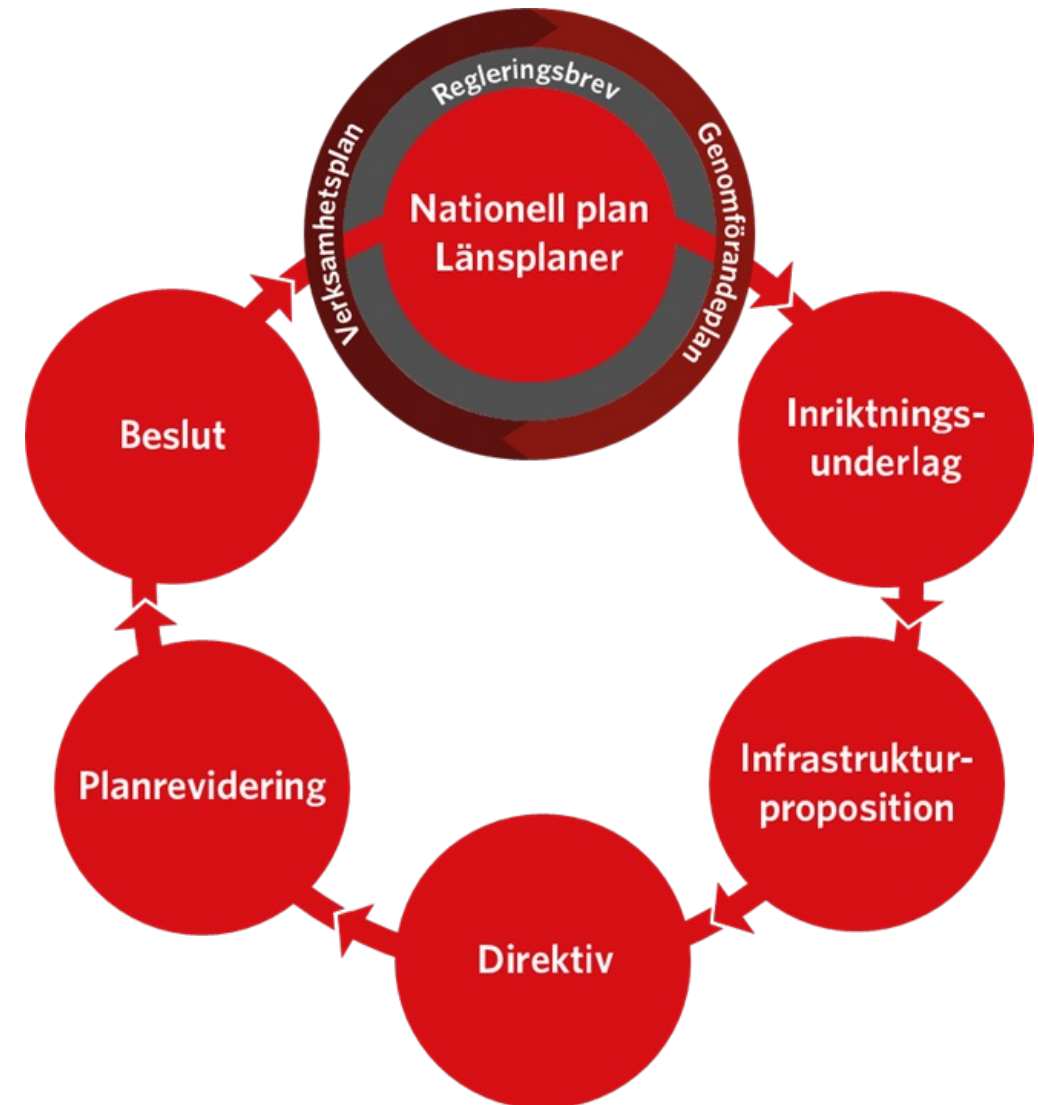 Regleringsbrev
Verksamhetsplan
Genomförandeplan
Nationell plan
Länsplaner
Inriktnings-
underlag
Infrastruktur-
proposition
Direktiv
Planrevidering
Beslut